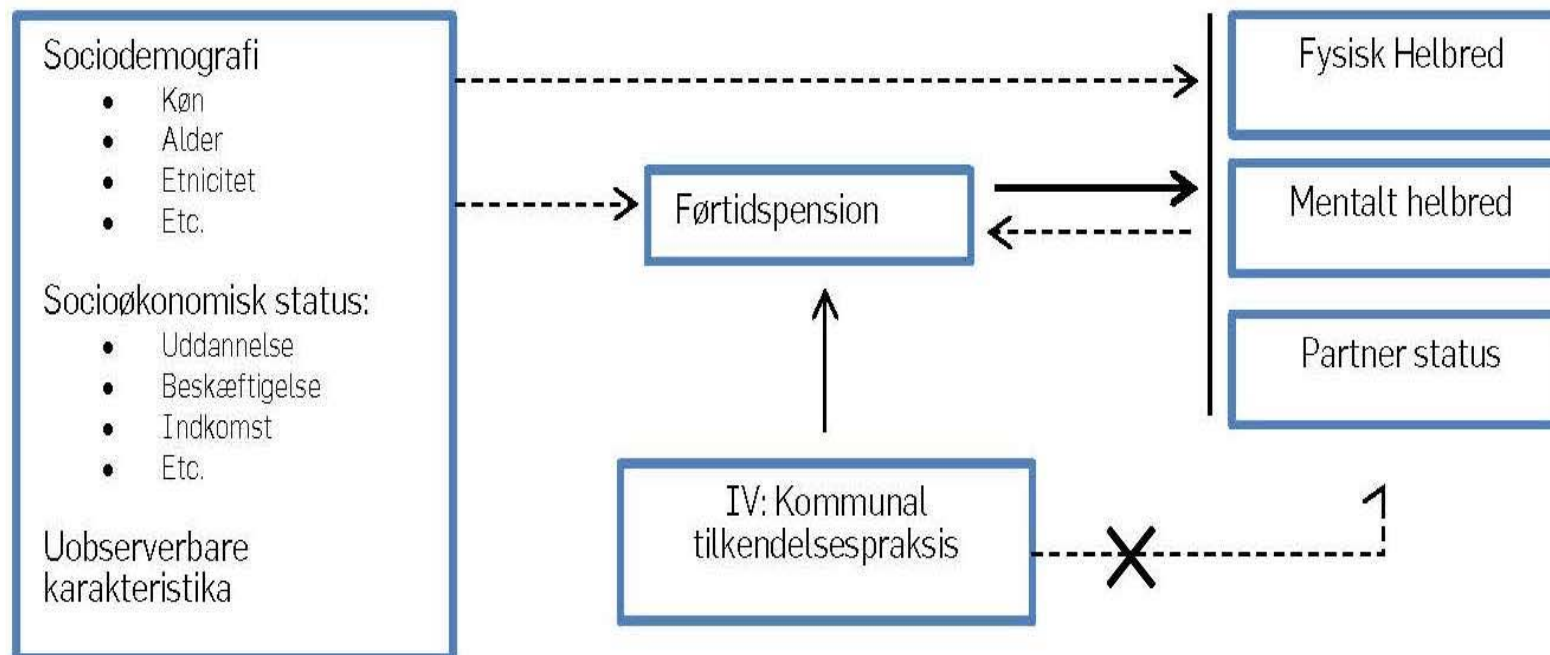 Sociodemografi
• Køn
• Alder
• Etnicitet
• Etc.
Socioøkonomisk status:
• Uddannelse
• Beskæftigelse
• Indkomst
• Etc.
Uobserverbare
karakteristika
Førtidspension
IV: Kommunal
tilkendelsespraksis
Fysisk Helbred
Mentalt helbred
Partner status